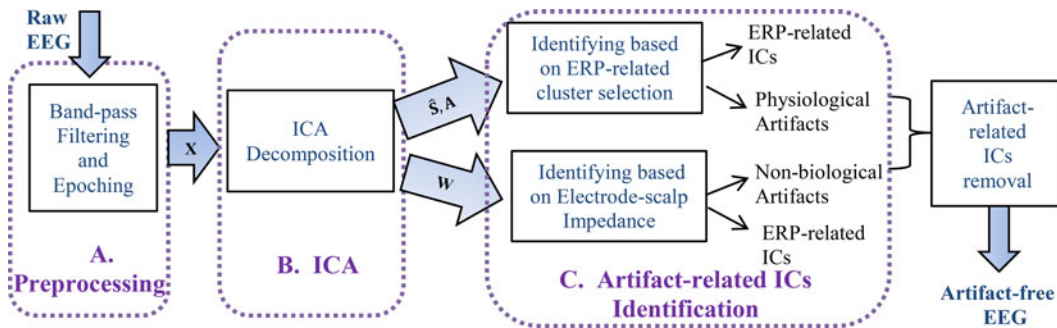 Raw
EEG
Band-pass
Filtering
and
Epoching
A.
Preprocessing
X
ICA
Decomposition
B. ICA
Ŝ, A
W
Identifying based
on ERP-related
cluster selection
ERP-related
ICs
Physiological
Artifacts
Identifying based
on Electrode-scalp
Impedance
Non-biological
Artifacts
ERP-related
ICs
C. Artifact-related ICs
Identification
Artifact-
related
ICs
removal
Artifact-free
EEG